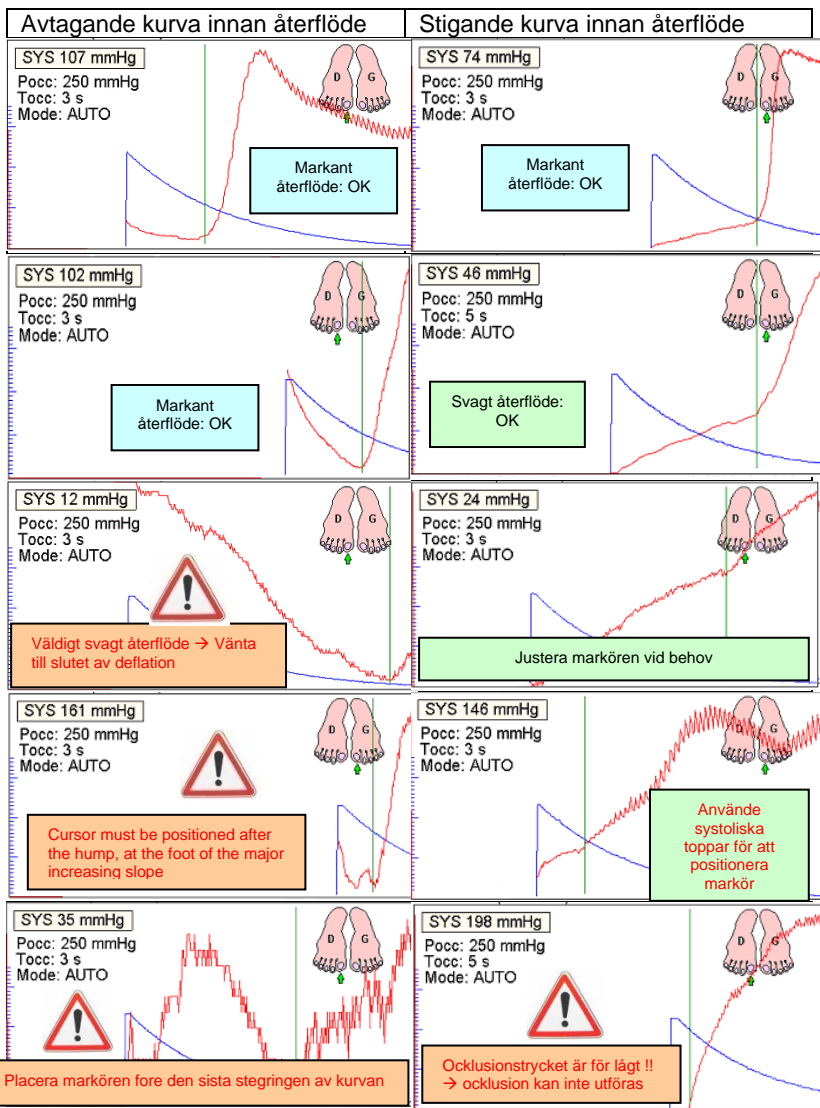 Avtagande kurva innan återflöde
Stigande kurva innan återflöde
SYS 107 mmHg
Pocc: 250 mmHg
Tocc: 3 s
Mode: AUTO
D G
Markant
återflöde: OK
SYS 74 mmHg
Pocc: 250 mmHg
Tocc: 3 s
Mode: AUTO
D G
Markant
återflöde: OK
SYS 102 mmHg
Pocc: 250 mmHg
Tocc: 3 s
Mode: AUTO
D G
Markant
återflöde: OK
SYS 46 mmHg
Pocc: 250 mmHg
Tocc: 5 s
Mode: AUTO
D G
Svagt återflöde:
OK
SYS 12 mmHg
Pocc: 250 mmHg
Tocc: 3 s
Mode: AUTO
D G
Väldigt svagt återflöde → Vänta
till slutet av deflation
SYS 24 mmHg
Pocc: 250 mmHg
Tocc: 3 s
Mode: AUTO
D G
Justera markören vid behov
SYS 161 mmHg
Pocc: 250 mmHg
Tocc: 3 s
Mode: AUTO
D G
Cursor must be positioned after
the hump, at the foot of the major
increasing slope
SYS 146 mmHg
Pocc: 250 mmHg
Tocc: 3 s
Mode: AUTO
D G
Använde
systoliska
toppar för att
positionera
markör
SYS 35 mmHg
Pocc: 250 mmHg
Tocc: 3 s
Mode: AUTO
D G
Placera markören fore den sista stegringen av kurvan
SYS 198 mmHg
Pocc: 250 mmHg
Tocc: 5 s
Mode: AUTO
D G
Ocklusionstrycket är för lågt !!
→ ocklusion kan inte utföras